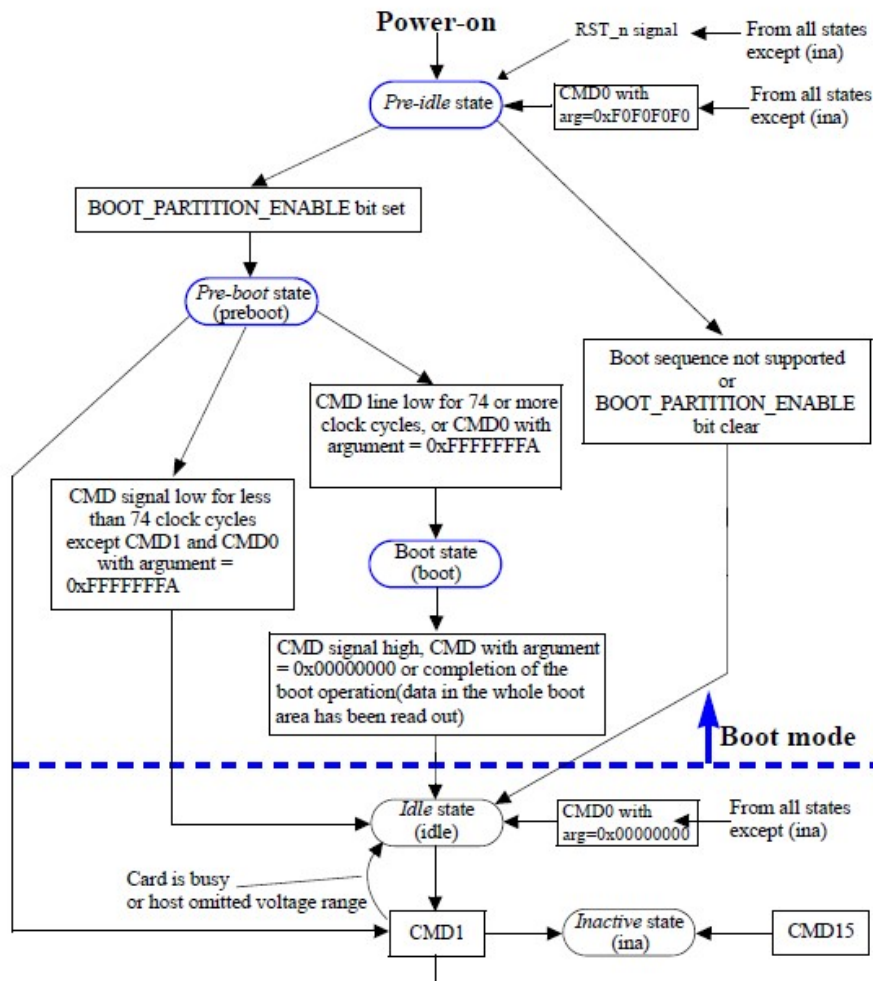 Power-on
RST_n signal
From all states
except (ina)
Pre-idle state
CMD0 with
arg=0xF0F0F0F0
From all states
except (ina)
BOOT_PARTITION_ENABLE bit set
Pre-boot state
(preboot)
Boot sequence not supported
or
BOOT_PARTITION_ENABLE
bit clear
CMD line low for 74 or more
clock cycles, or CMD0 with
argument = 0xFFFFFFFA
CMD signal low for less
than 74 clock cycles
except CMD1 and CMD0
with argument =
0xFFFFFFFA
Boot state
(boot)
CMD signal high, CMD with argument
= 0x00000000 or completion of the
boot operation(data in the whole boot
area has been read out)
Boot mode
Idle state
(idle)
CMD0 with
arg=0x00000000
From all states
except (ina)
Card is busy
or host omitted voltage range
CMD1
Inactive state
(ina)
CMD15